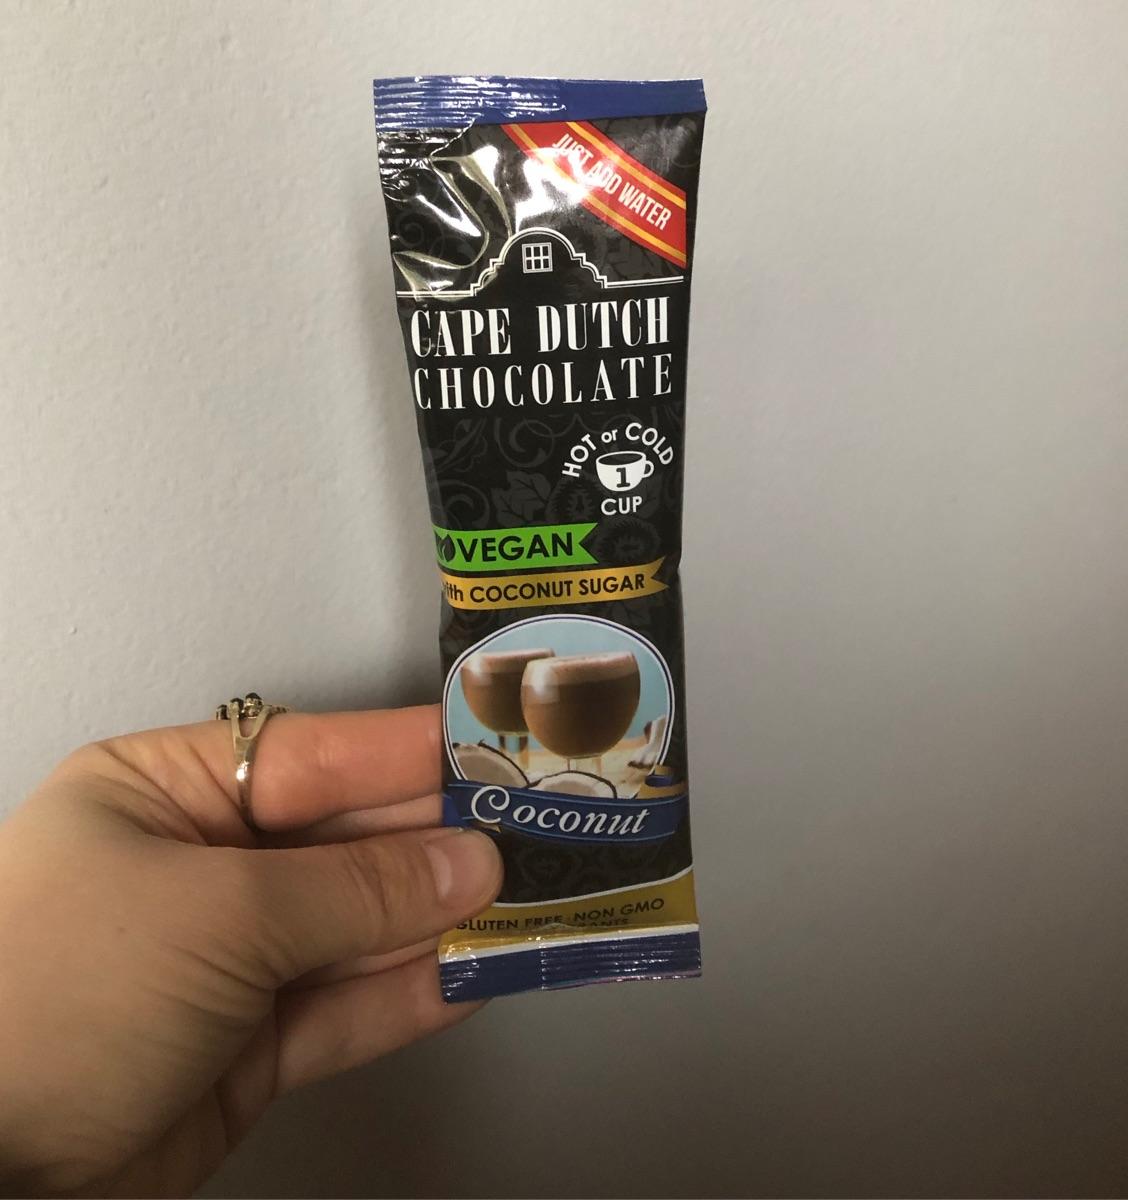 JUST ADD WATER
CAPE DUTCH
CHOCOLATE
HOT or COLD
1
CUP
VEGAN
COCONUT SUGAR
Coconut
GLUTEN FREE · NON GMO